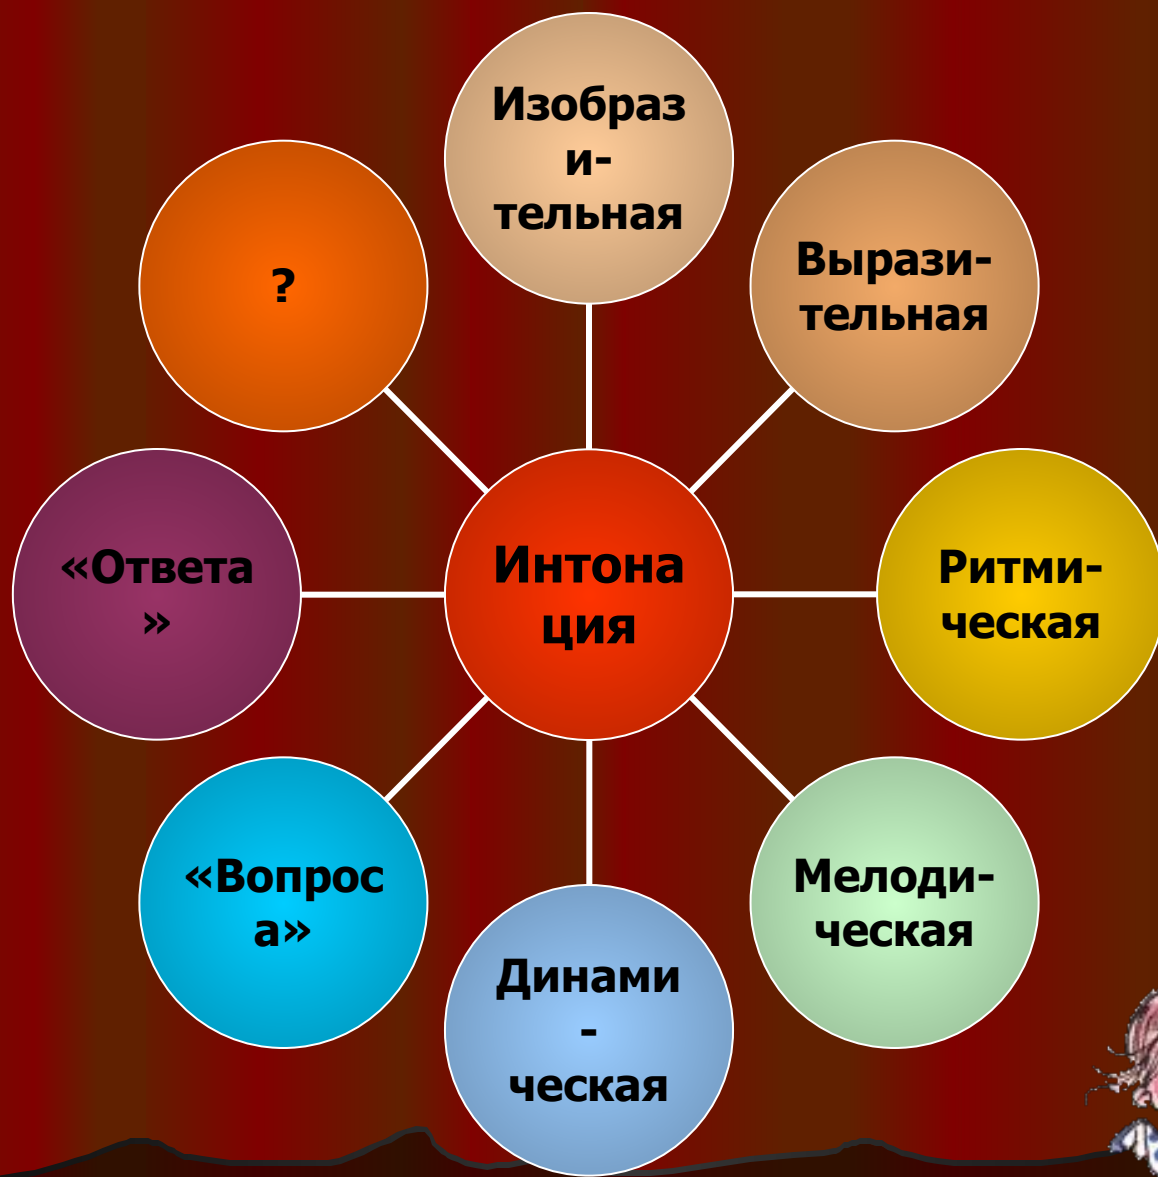 Изобраз
и-
тельная
Вырази-
тельная
Ритми-
ческая
Мелоди-
ческая
Динами
-
ческая
«Вопрос
а»
«Ответа
»
?
Интона
ция